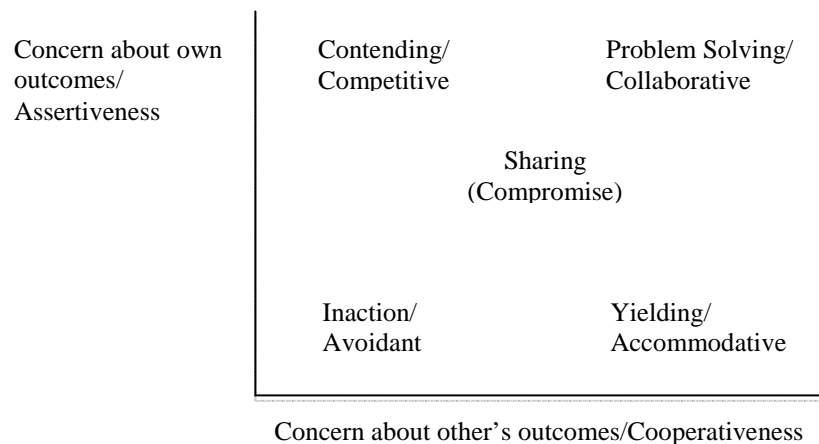 Concern about own
outcomes/
Assertiveness
Contending/
Competitive
Problem Solving/
Collaborative
Sharing
(Compromise)
Inaction/
Avoidant
Yielding/
Accommodative
Concern about other’s outcomes/Cooperativeness